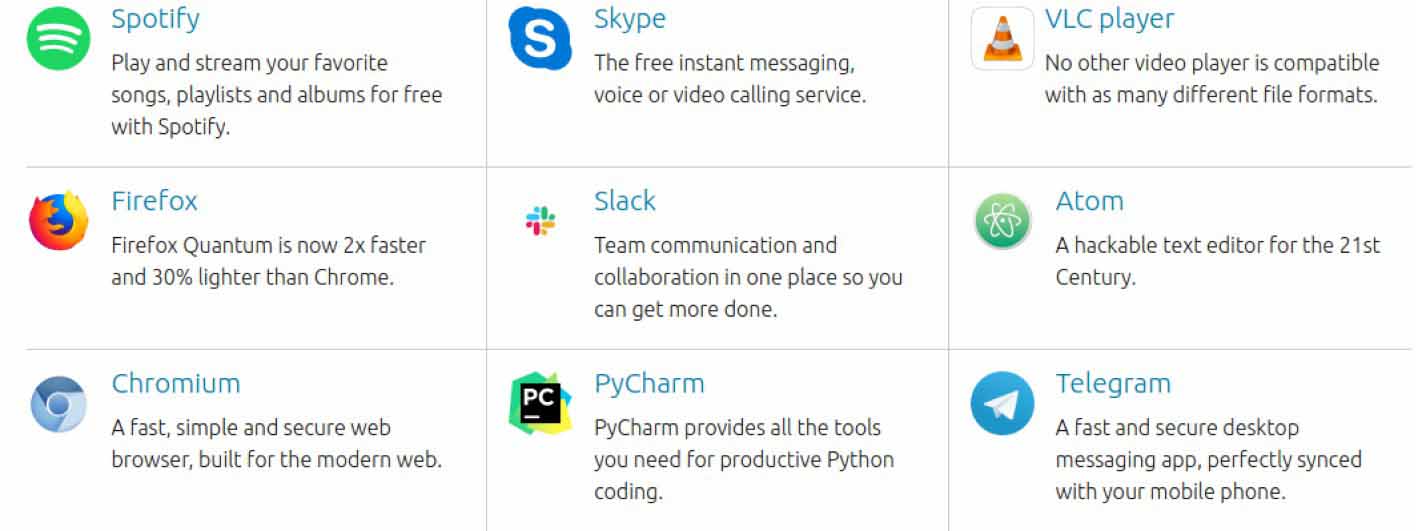 Spotify
Play and stream your favorite
songs, playlists and albums for free
with Spotify.
S
Skype
The free instant messaging,
voice or video calling service.
VLC player
No other video player is compatible
with as many different file formats.
Firefox
Firefox Quantum is now 2x faster
and 30% lighter than Chrome.
Slack
Team communication and
collaboration in one place so you
can get more done.
Atom
A hackable text editor for the 21st
Century.
Chromium
A fast, simple and secure web
browser, built for the modern web.
PC
PyCharm
PyCharm provides all the tools
you need for productive Python
coding.
Telegram
A fast and secure desktop
messaging app, perfectly synced
with your mobile phone.